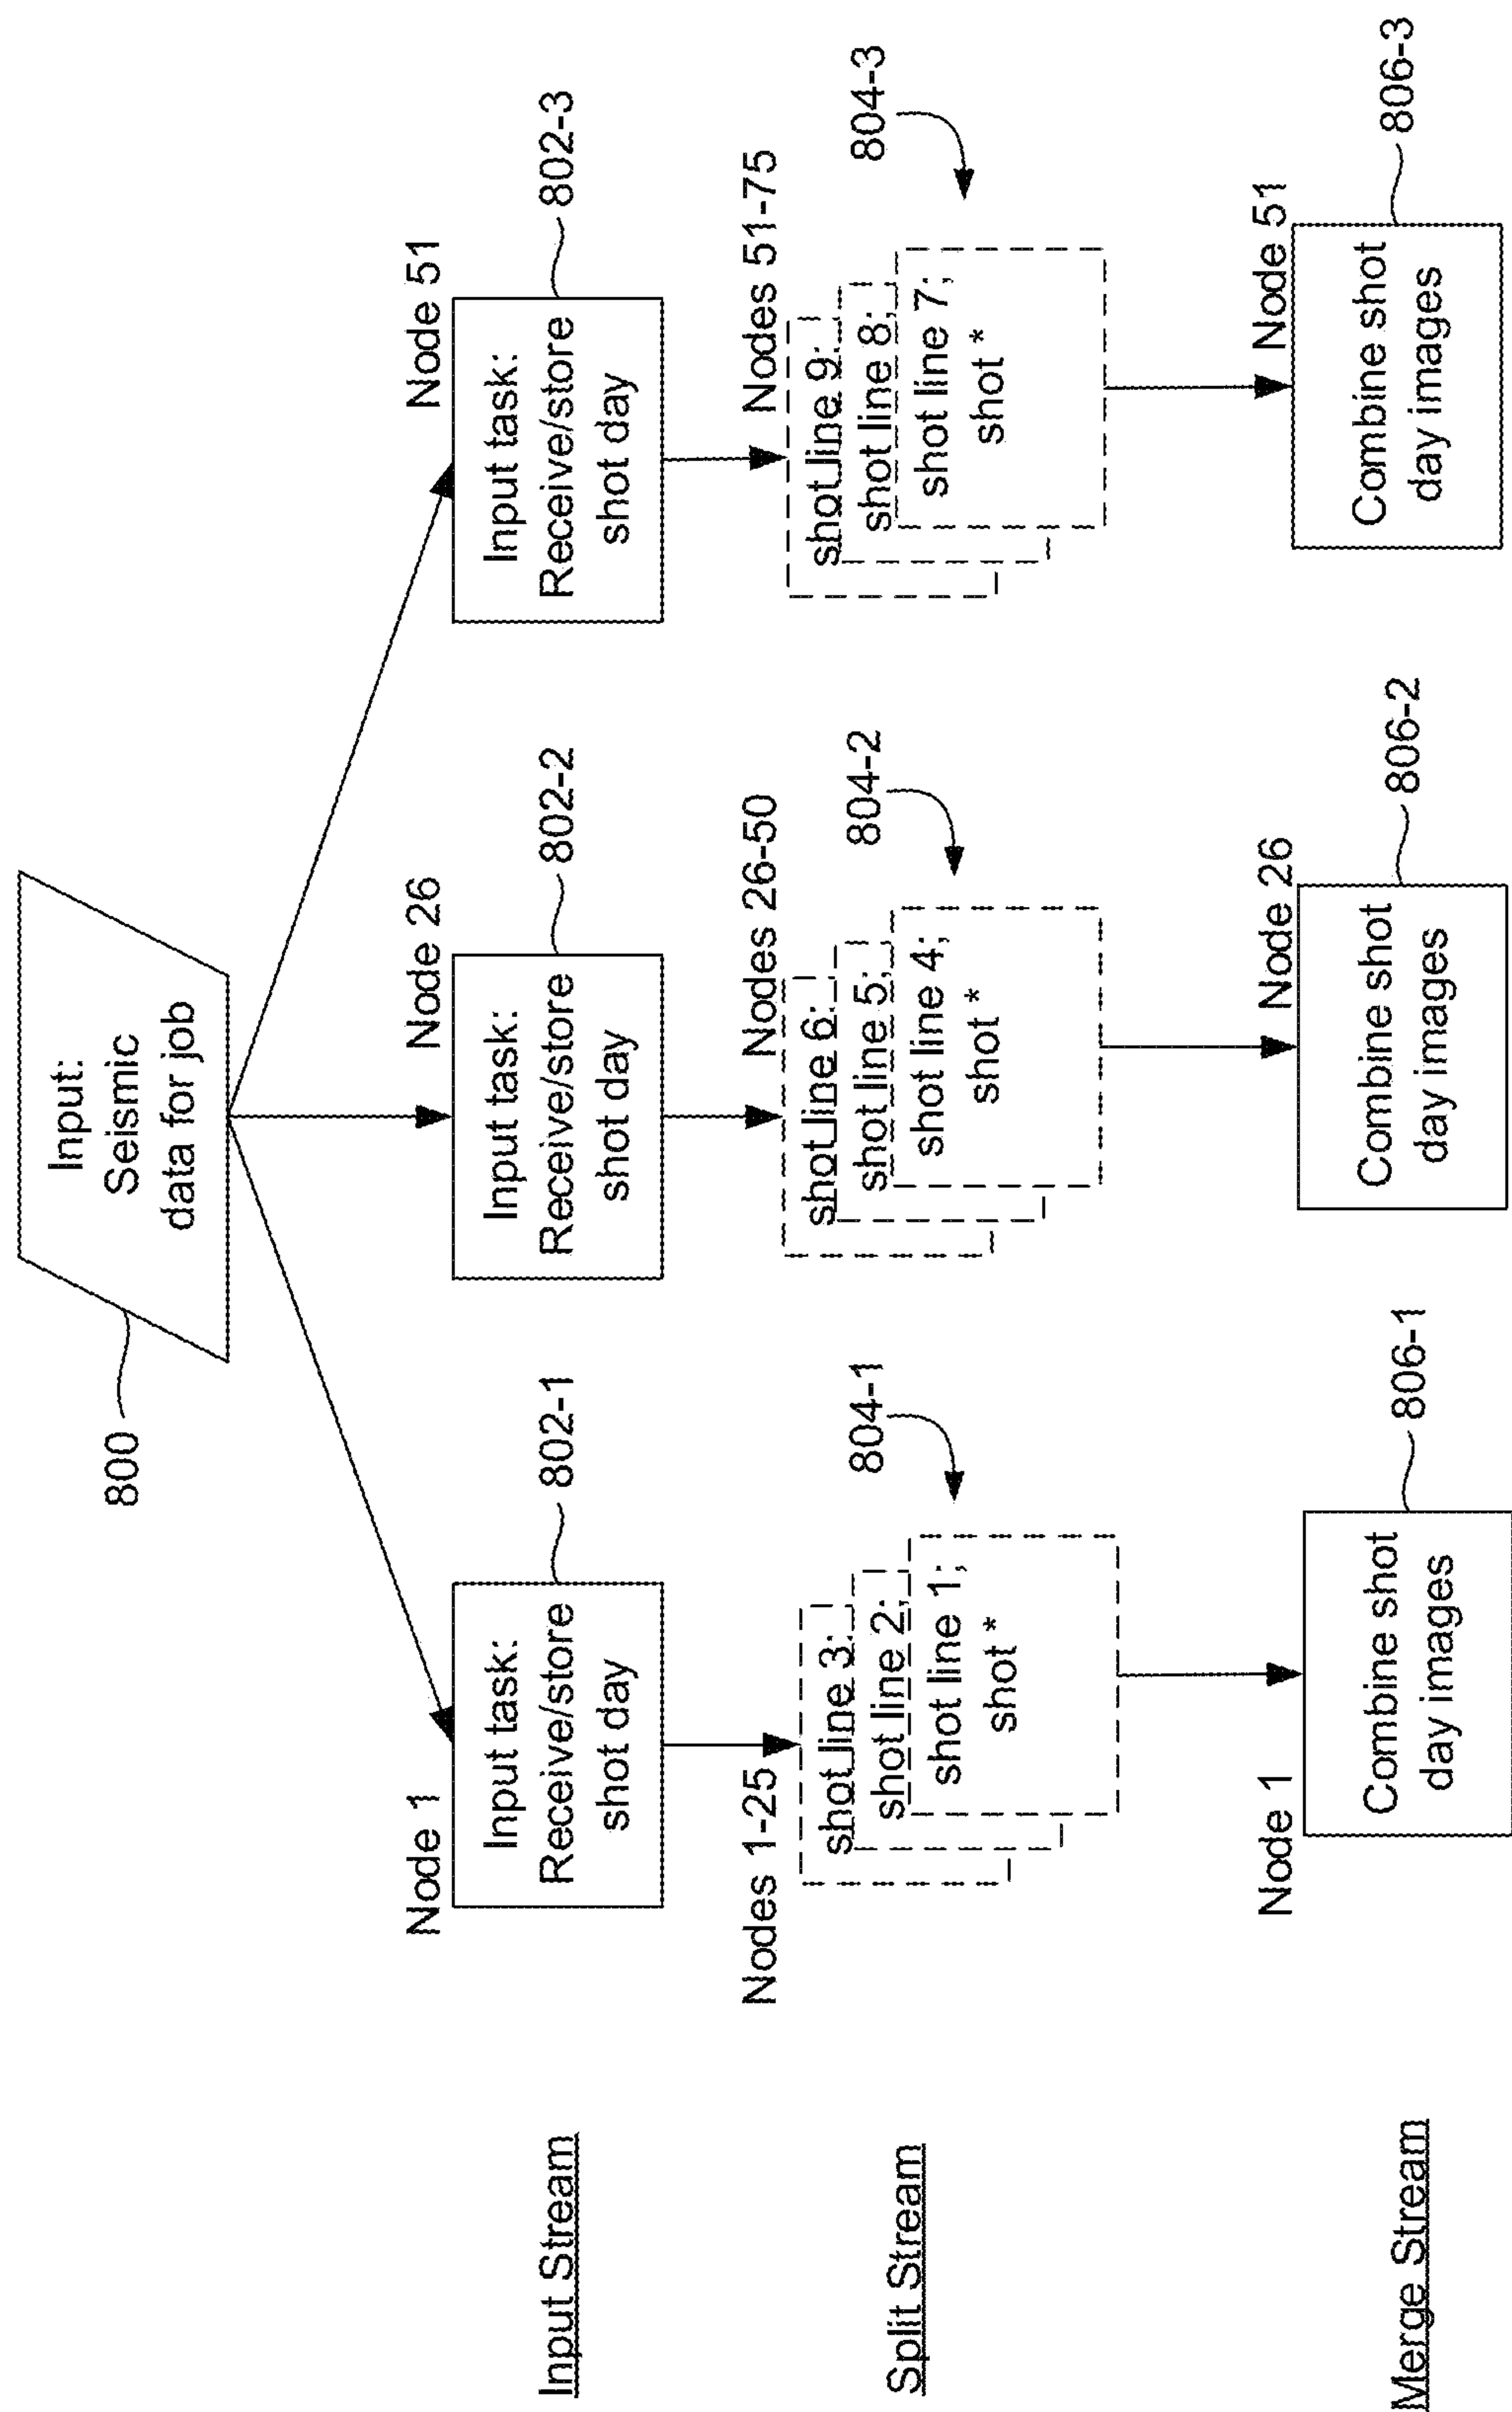 Input:
Seismic
data for job
800
Node 1
Node 26
Node 51
Input Stream
Input task:
Receive/store
shot day
802-1
Input task:
Receive/store
shot day
802-2
Input task:
Receive/store
shot day
802-3
Nodes 1-25
Nodes 26-50
Nodes 51-75
Split Stream
shot line 3;
shot line 2;
shot line 1;
shot *
804-1
shot line 6;
shot line 5;
shot line 4;
shot *
804-2
shot line 9;
shot line 8;
shot line 7;
shot *
804-3
Node 1
Node 26
Node 51
Merge Stream
Combine shot
day images
806-1
Combine shot
day images
806-2
Combine shot
day images
806-3